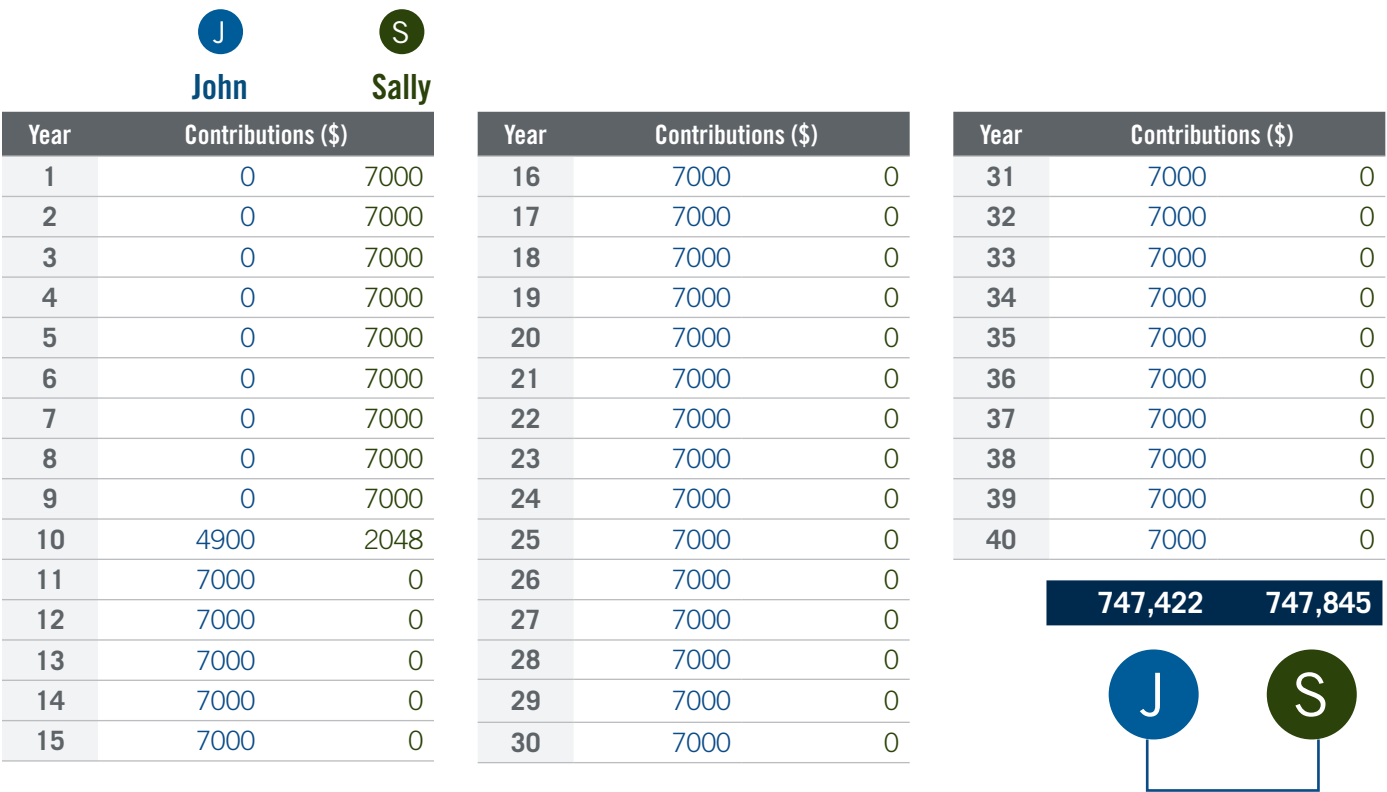 J S
John Sally
Year Contributions ($)
1 0 7000
2 0 7000
3 0 7000
4 0 7000
5 0 7000
6 0 7000
7 0 7000
8 0 7000
9 0 7000
10 4900 2048
11 7000 0
12 7000 0
13 7000 0
14 7000 0
15 7000 0
Year Contributions ($)
16 7000 0
17 7000 0
18 7000 0
19 7000 0
20 7000 0
21 7000 0
22 7000 0
23 7000 0
24 7000 0
25 7000 0
26 7000 0
27 7000 0
28 7000 0
29 7000 0
30 7000 0
Year Contributions ($)
31 7000 0
32 7000 0
33 7000 0
34 7000 0
35 7000 0
36 7000 0
37 7000 0
38 7000 0
39 7000 0
40 7000 0
747,422 747,845
J S